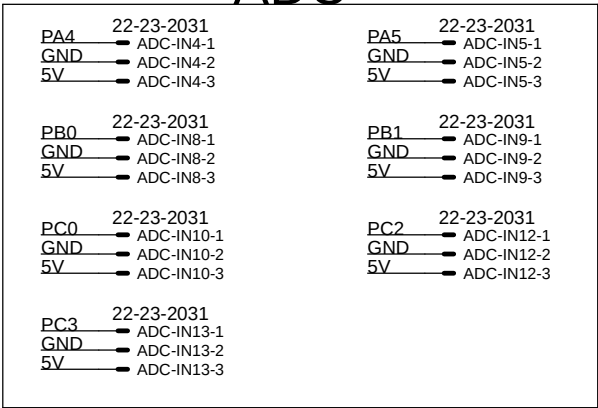 ADC
22-23-2031
PA4 ADC-IN4-1
GND ADC-IN4-2
5V ADC-IN4-3
22-23-2031
PA5 ADC-IN5-1
GND ADC-IN5-2
5V ADC-IN5-3
22-23-2031
PB0 ADC-IN8-1
GND ADC-IN8-2
5V ADC-IN8-3
22-23-2031
PB1 ADC-IN9-1
GND ADC-IN9-2
5V ADC-IN9-3
22-23-2031
PC0 ADC-IN10-1
GND ADC-IN10-2
5V ADC-IN10-3
22-23-2031
PC2 ADC-IN12-1
GND ADC-IN12-2
5V ADC-IN12-3
22-23-2031
PC3 ADC-IN13-1
GND ADC-IN13-2
5V ADC-IN13-3